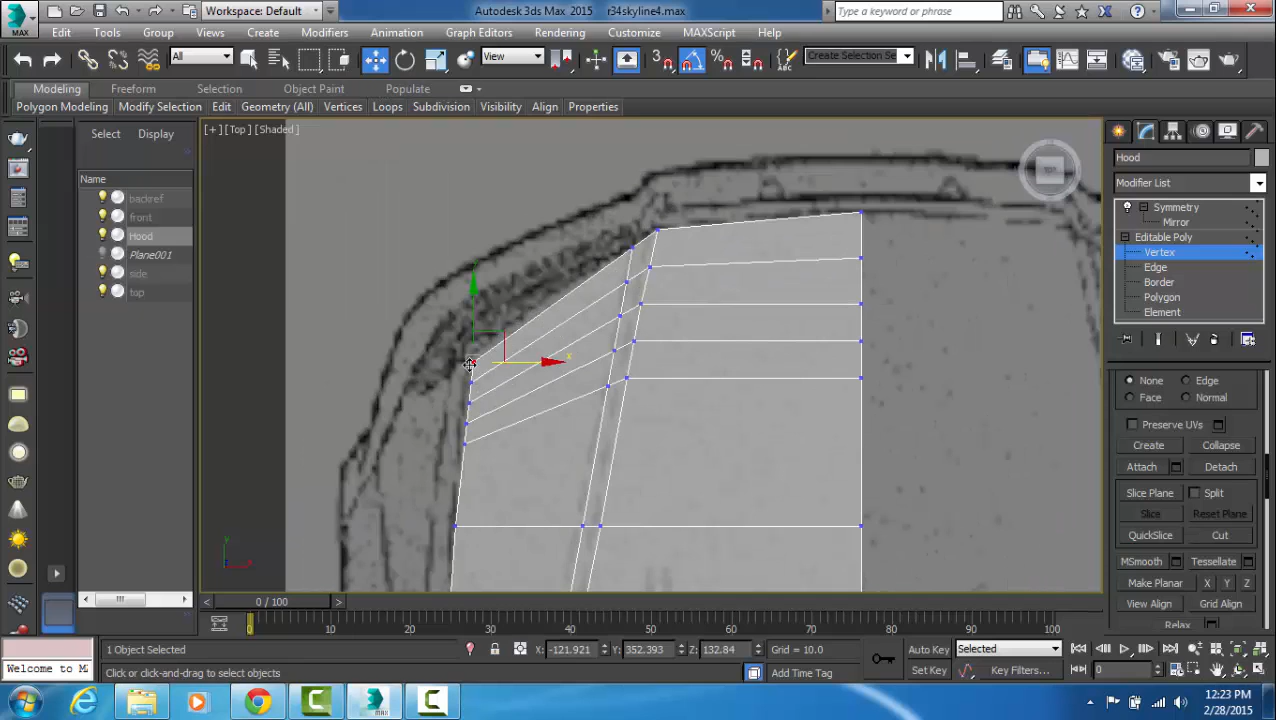 MAX
Workspace: Default
Autodesk 3ds Max 2015
r34skyline4.max
Type a keyword or phrase
Edit
Tools
Group
Views
Create
Modifiers
Animation
Graph Editors
Rendering
Customize
MAXScript
Help
All
View
3
Create Selection Se
Modeling
Freeform
Selection
Object Paint
Populate
Polygon Modeling
Modify Selection
Edit
Geometry (All)
Vertices
Loops
Subdivision
Visibility
Align
Properties
Select
Display
Name
backref
front
Hood
Plane001
side
top
[+] [Top] [Shaded]
TOP
x
y
x
Hood
Modifier List
Symmetry
Mirror
Editable Poly
Vertex
Edge
Border
Polygon
Element
None
Edge
Face
Normal
Preserve UVs
Create
Collapse
Attach
Detach
Slice Plane
Split
Slice
Reset Plane
QuickSlice
Cut
MSmooth
Tessellate
Make Planar
X
Y
Z
View Align
Grid Align
Relax
0 / 100
0
10
20
30
40
50
60
70
80
90
100
1 Object Selected
X: -121.921
Y: 352.393
Z: 132.84
Grid = 10.0
Auto Key
Selected
Welcome to M
Click or click-and-drag to select objects
Add Time Tag
Set Key
Key Filters...
0
12:23 PM
2/28/2015